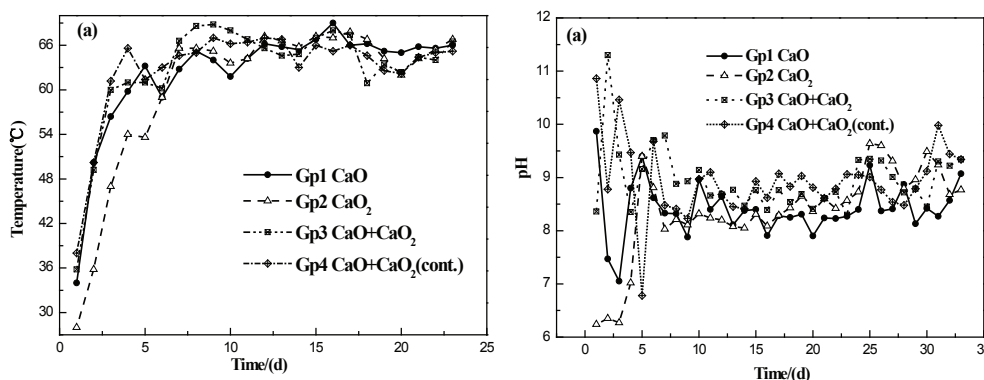 (a)
Temperature(℃)
66
60
54
48
42
36
30
Gp1 CaO
Gp2 CaO₂
Gp3 CaO+CaO₂
Gp4 CaO+CaO₂(cont.)
0 5 10 15 20 25
Time/(d)
(a)
pH
12
11
10
9
8
7
6
Gp1 CaO
Gp2 CaO₂
Gp3 CaO+CaO₂
Gp4 CaO+CaO₂(cont.)
0 5 10 15 20 25 30 35
Time/(d)